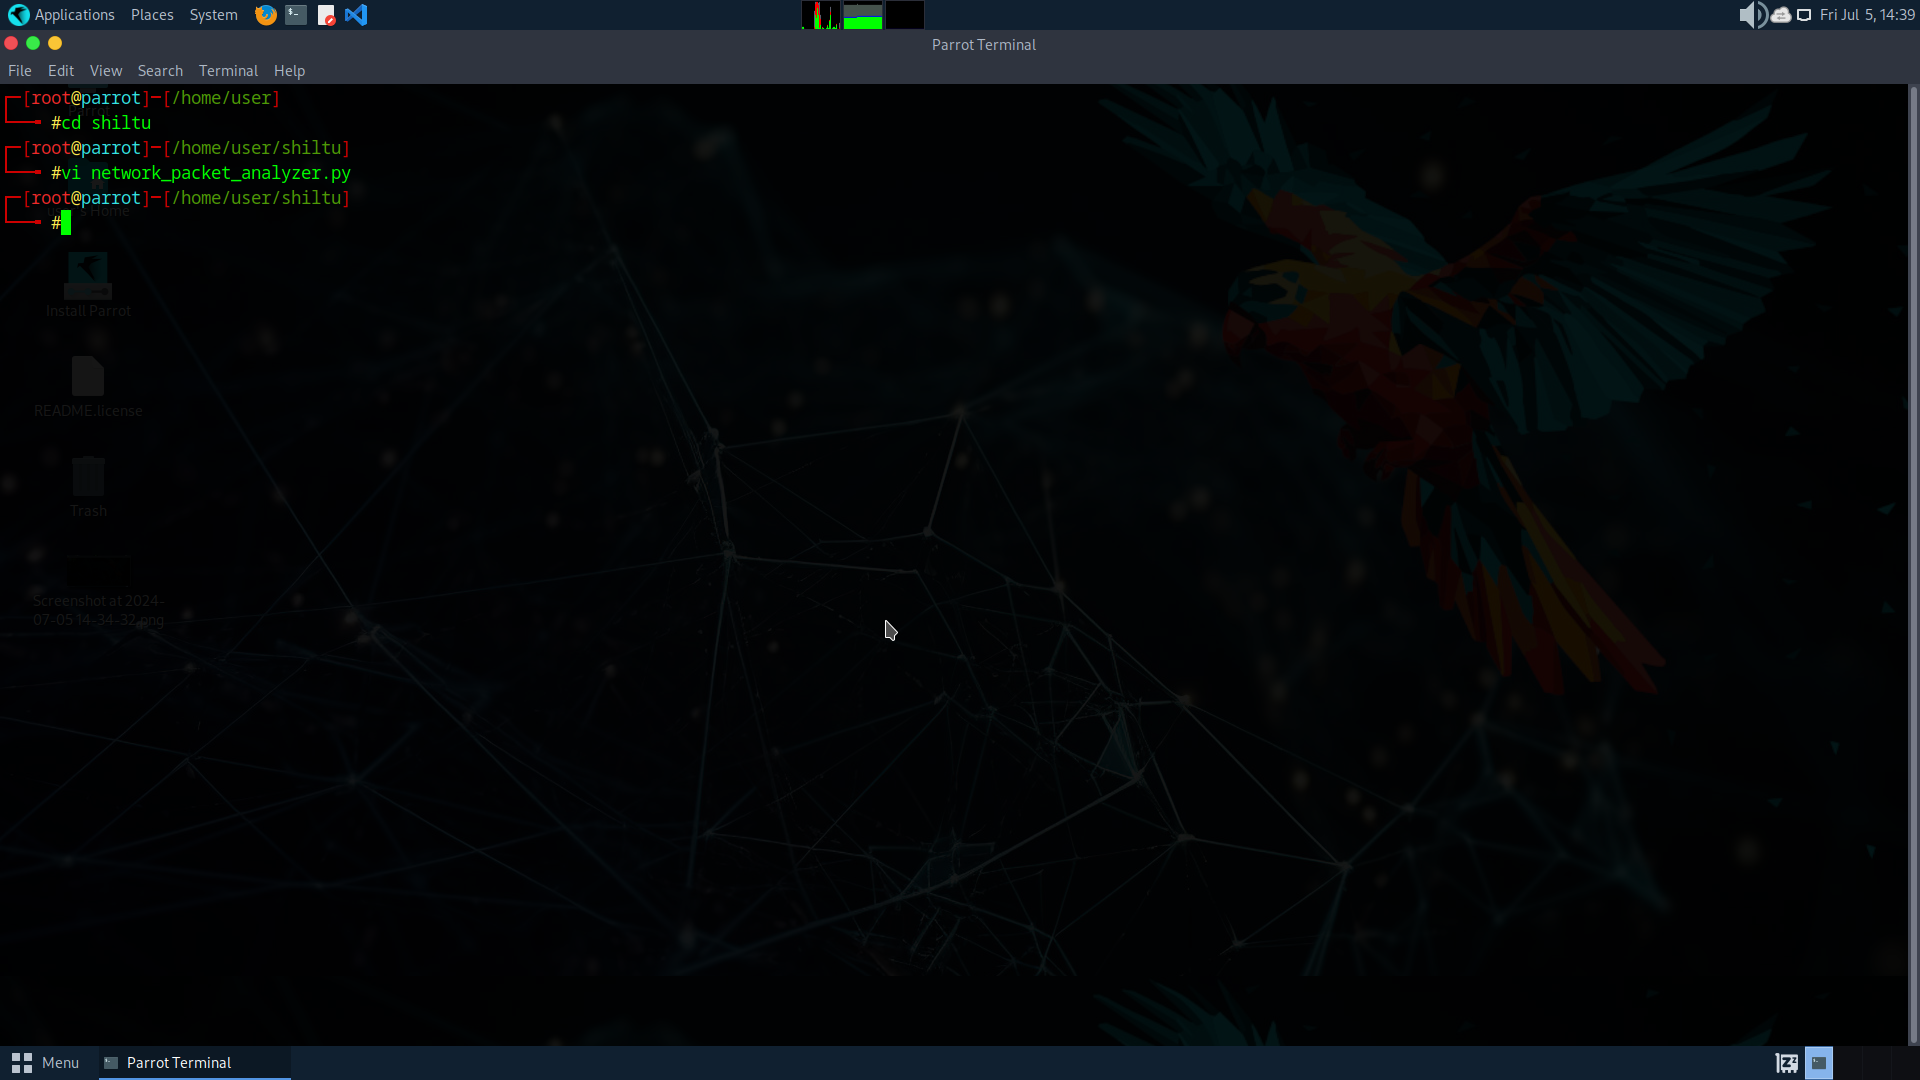 Applications Places System
Fri Jul 5, 14:39
Parrot Terminal
File Edit View Search Terminal Help
[root@parrot]─[/home/user]
#cd shiltu
[root@parrot]─[/home/user/shiltu]
#vi network_packet_analyzer.py
[root@parrot]─[/home/user/shiltu]
#
user's Home
Install Parrot
README.license
Trash
Screenshot at 2024-
07-05 14-34-32.png
Menu Parrot Terminal